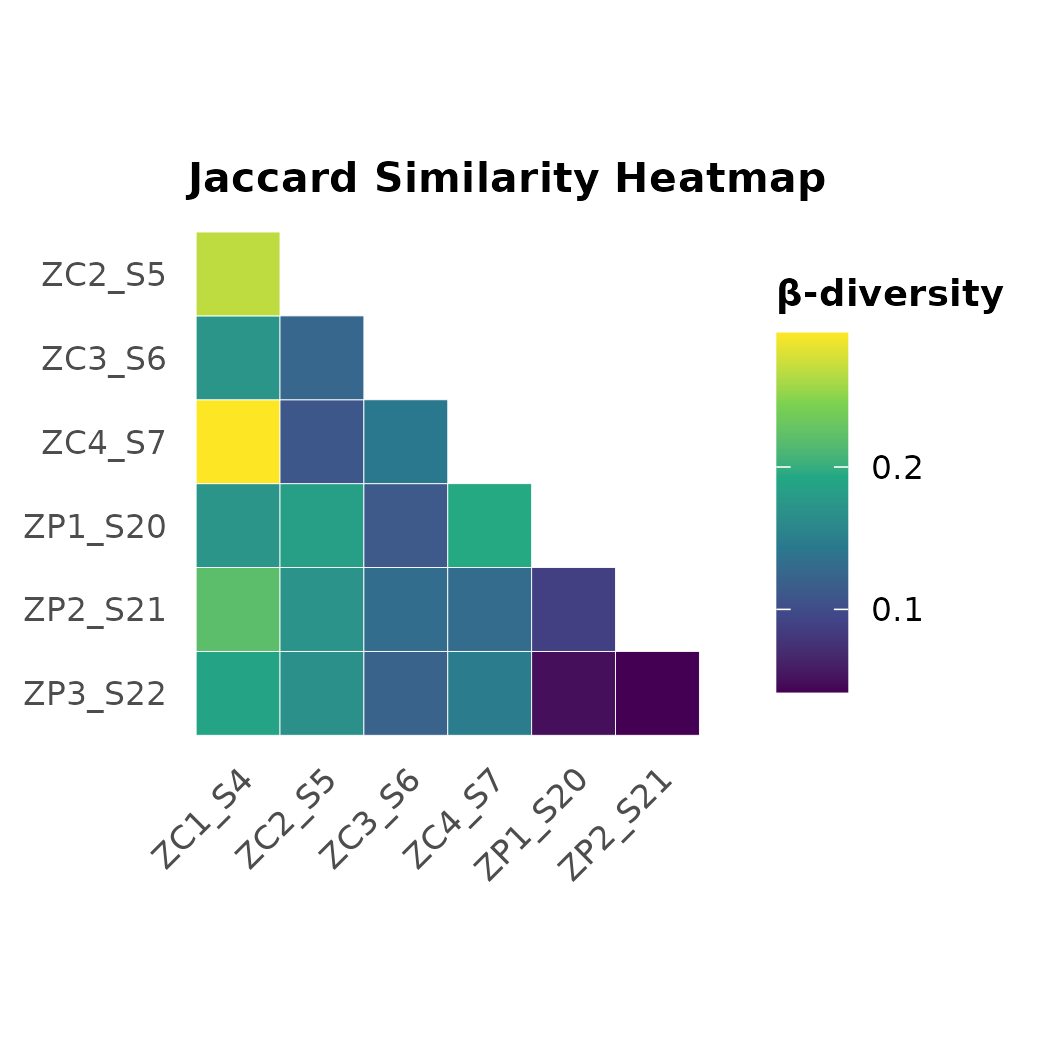 Jaccard Similarity Heatmap
ZC2_S5
ZC3_S6
ZC4_S7
ZP1_S20
ZP2_S21
ZP3_S22
ZC1_S4
ZC2_S5
ZC3_S6
ZC4_S7
ZP1_S20
ZP2_S21
β-diversity
0.2
0.1